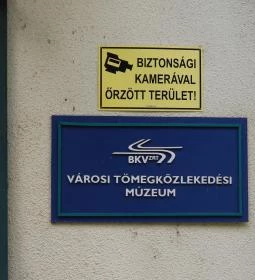 BIZTONSÁGI
KAMERÁVAL
ŐRZÖTT TERÜLET!
BKV ZRT.
VÁROSI TÖMEGKÖZLEKEDÉSI
MÚZEUM